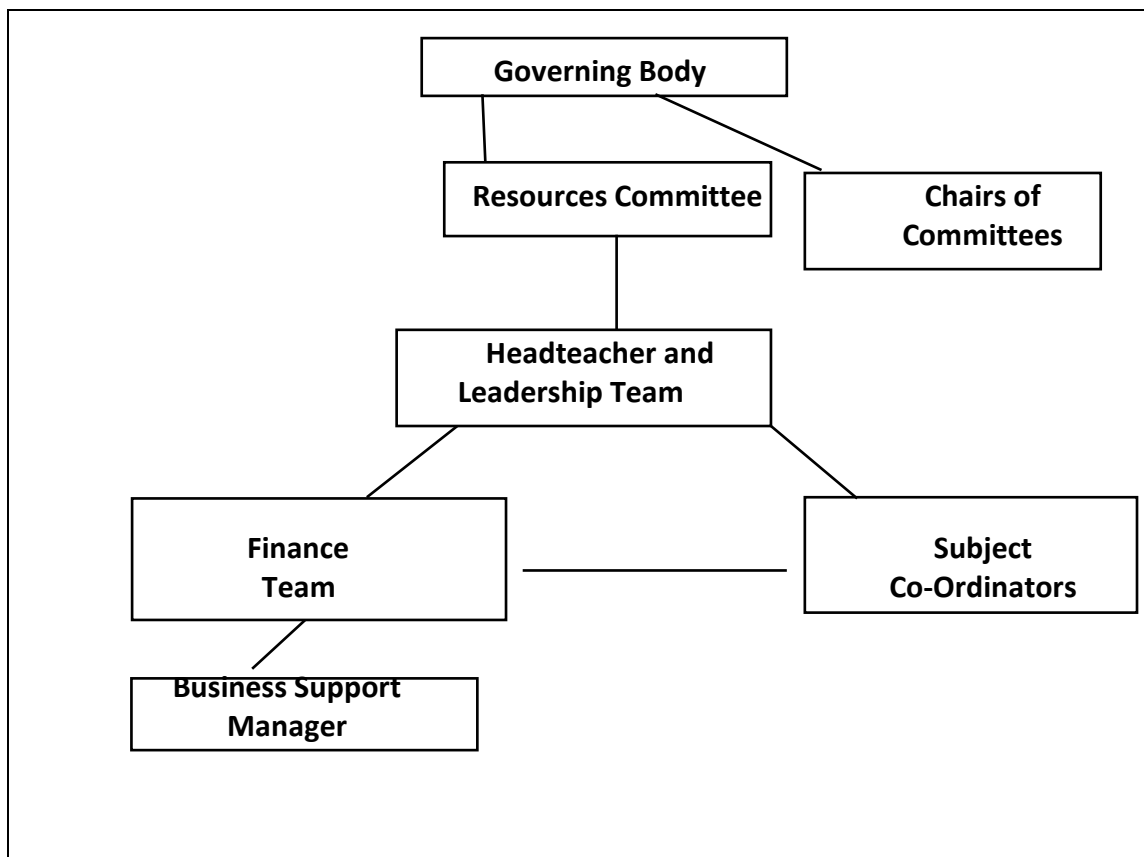 Governing Body
Resources Committee
Chairs of
Committees
Headteacher and
Leadership Team
Finance
Team
Subject
Co-Ordinators
Business Support
Manager